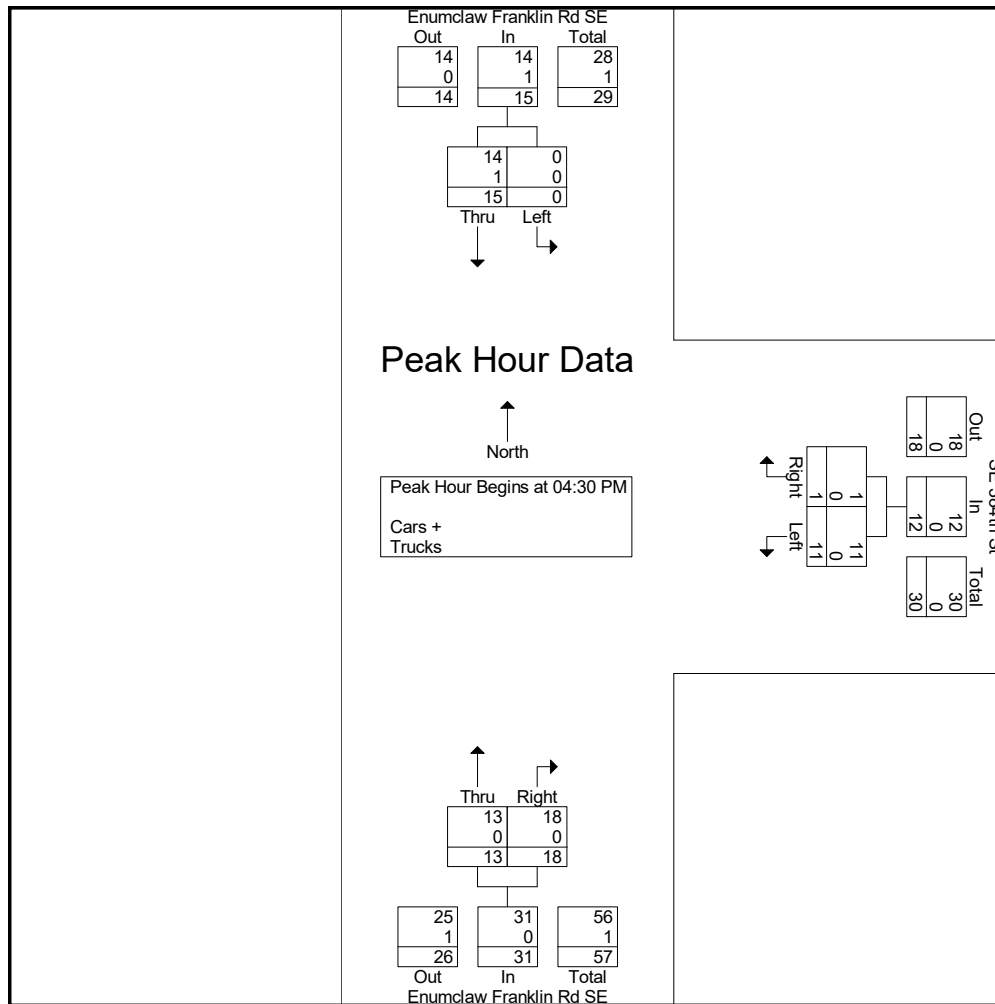 Enumclaw Franklin Rd SE
Out In Total
14 14 28
0 1 1
14 15 29
14 0
1 0
15 0
Thru Left
Peak Hour Data
North
Peak Hour Begins at 04:30 PM
Cars +
Trucks
Out
18
0
18
In
12
0
12
Total
30
0
30
Right
1
0
1
Left
11
0
11
Thru Right
13 18
0 0
13 18
25 31 56
1 0 1
26 31 57
Out In Total
Enumclaw Franklin Rd SE